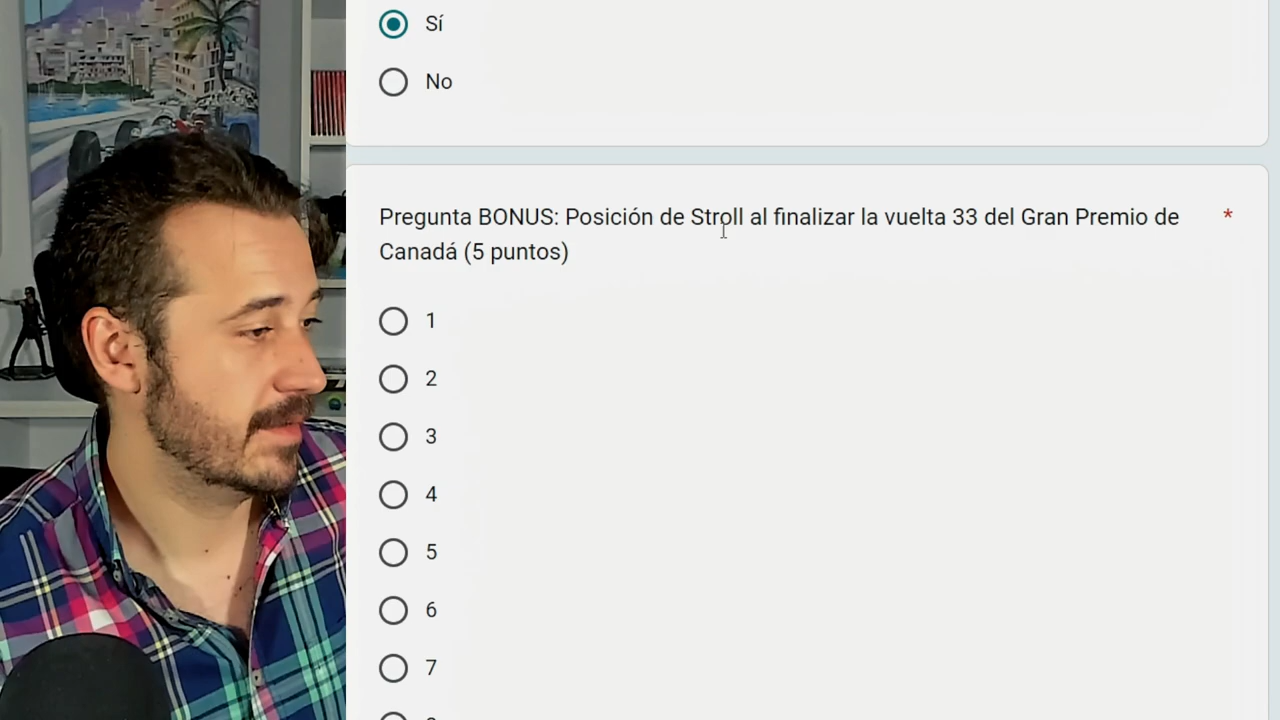 Sí
No
Pregunta BONUS: Posición de Stroll al finalizar la vuelta 33 del Gran Premio de *
Canadá (5 puntos)
1
2
3
4
5
6
7